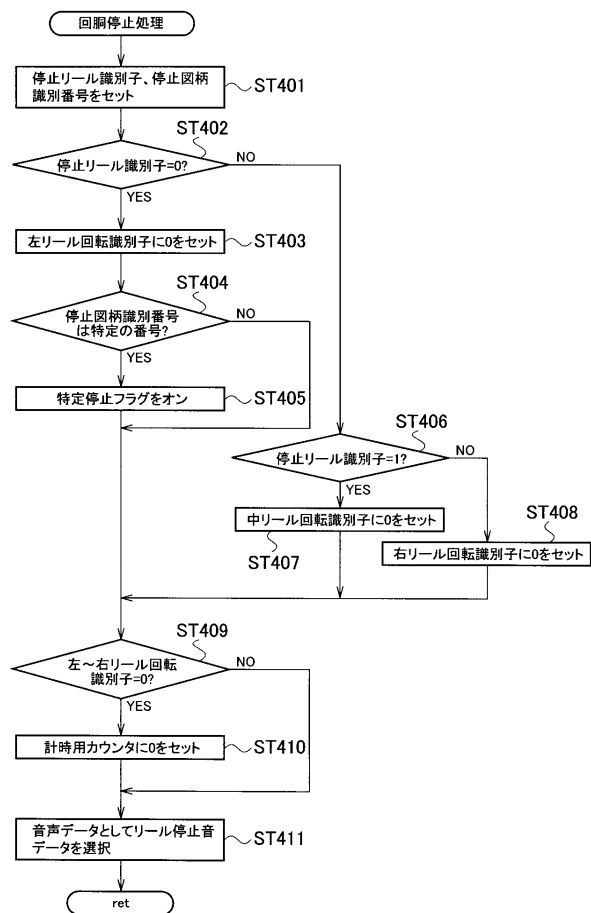 回胴停止処理
停止リール識別子、停止図柄
識別番号をセット
ST401
ST402
停止リール識別子=0?
NO
YES
左リール回転識別子に0をセット
ST403
ST404
停止図柄識別番号
は特定の番号?
NO
YES
特定停止フラグをオン
ST405
ST406
停止リール識別子=1?
NO
YES
中リール回転識別子に0をセット
ST407
ST408
右リール回転識別子に0をセット
ST409
左～右リール回転
識別子=0?
NO
YES
計時用カウンタに0をセット
ST410
音声データとしてリール停止音
データを選択
ST411
ret